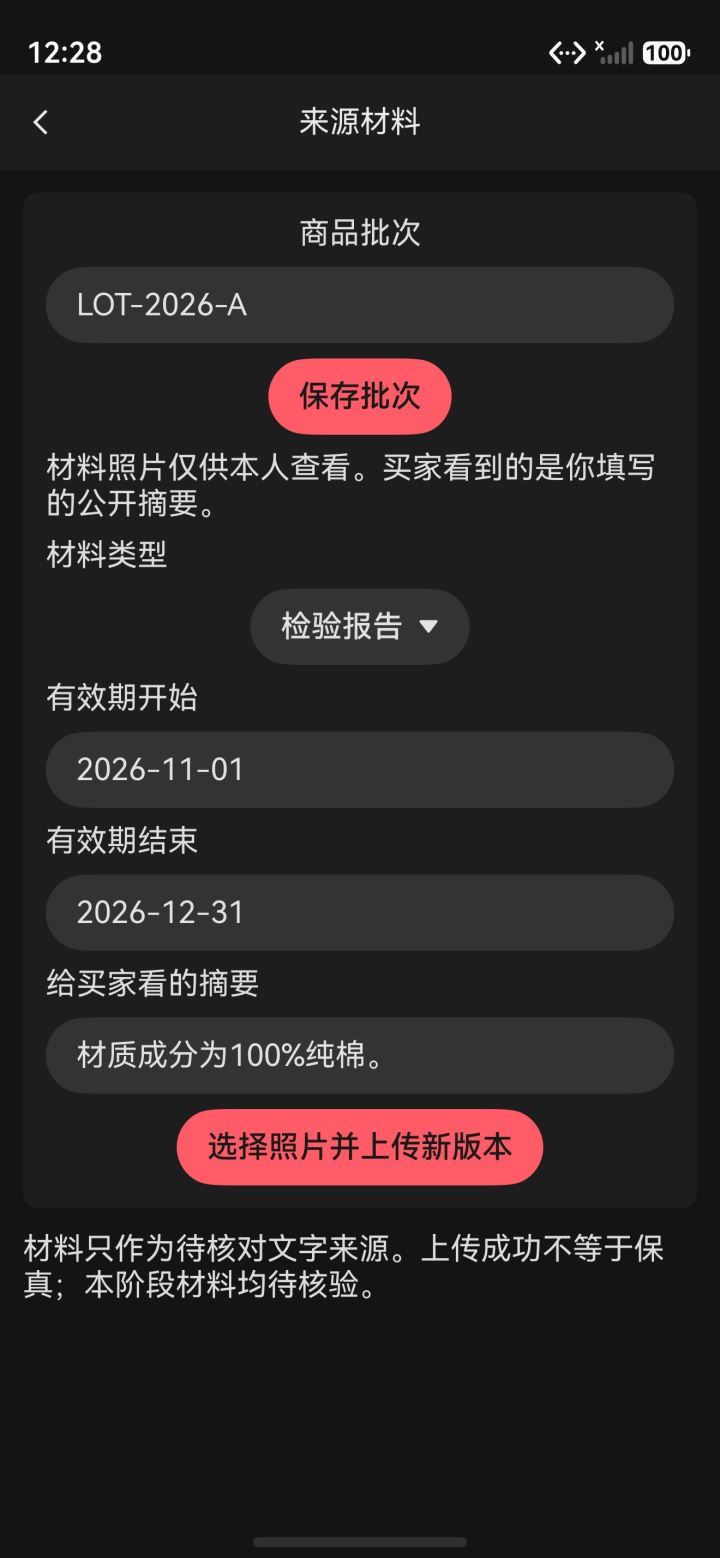 12:28
100
来源材料
商品批次
LOT-2026-A
保存批次
材料照片仅供本人查看。买家看到的是你填写
的公开摘要。
材料类型
检验报告
有效期开始
2026-11-01
有效期结束
2026-12-31
给买家看的摘要
材质成分为100%纯棉。
选择照片并上传新版本
材料只作为待核对文字来源。上传成功不等于保
真；本阶段材料均待核验。